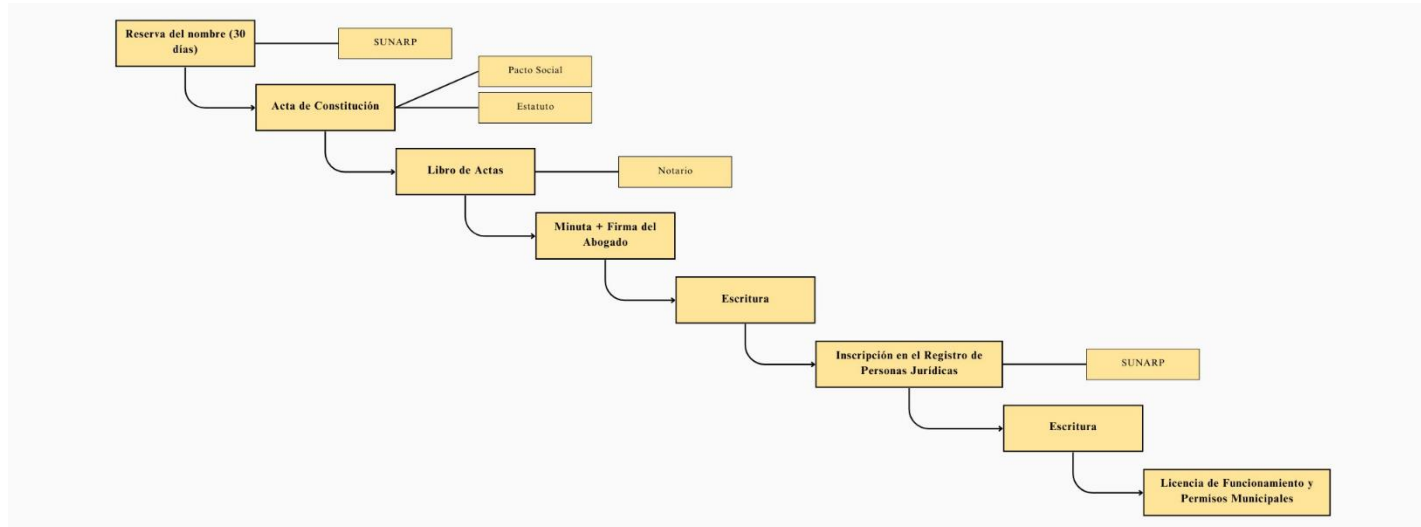 Reserva del nombre (30
días)
SUNARP
Pacto Social
Acta de Constitución
Estatuto
Libro de Actas
Notario
Minuta + Firma del
Abogado
Escritura
Inscripción en el Registro de
Personas Jurídicas
SUNARP
Escritura
Licencia de Funcionamiento y
Permisos Municipales